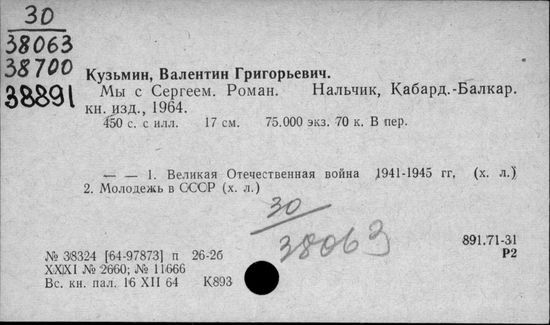 30
38063
38700
38891
Кузьмин, Валентин Григорьевич.
Мы с Сергеем. Роман. Нальчик, Кабард.-Балкар.
кн. изд., 1964.
450 с. с илл. 17 см. 75.000 экз. 70 к. В пер.
— — 1. Великая Отечественная война 1941-1945 гг. (х. л.)
2. Молодежь в СССР (х. л.)
30
38063
891.71-31
Р2
№ 38324 [64-97873] п 26-2б
XXXI № 2660; № 11666
Вс. кн. пал. 16 XII 64 К893